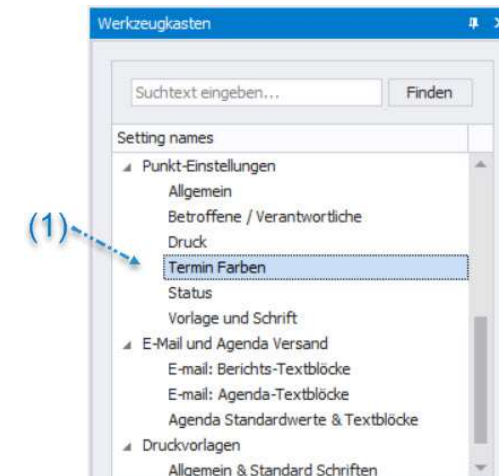 Werkzeugkasten
Suchtext eingeben...
Finden
Setting names
Punkt-Einstellungen
Allgemein
Betroffene / Verantwortliche
Druck
(1)
Termin Farben
Status
Vorlage und Schrift
E-Mail und Agenda Versand
E-mail: Berichts-Textblöcke
E-mail: Agenda-Textblöcke
Agenda Standardwerte & Textblöcke
Druckvorlagen
Allgemein & Standard Schriften